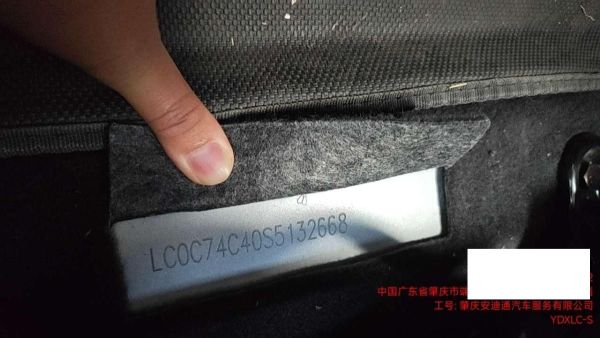 LC0C74C40S5132668
中国广东省肇庆市端
工号: 肇庆安迪通汽车服务有限公司
YDXLC-S